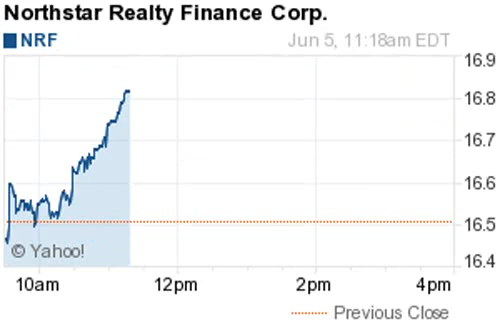 Northstar Realty Finance Corp.
NRF Jun 5, 11:18am EDT
16.9
16.8
16.7
16.6
16.5
16.4
© Yahoo!
10am 12pm 2pm 4pm
Previous Close